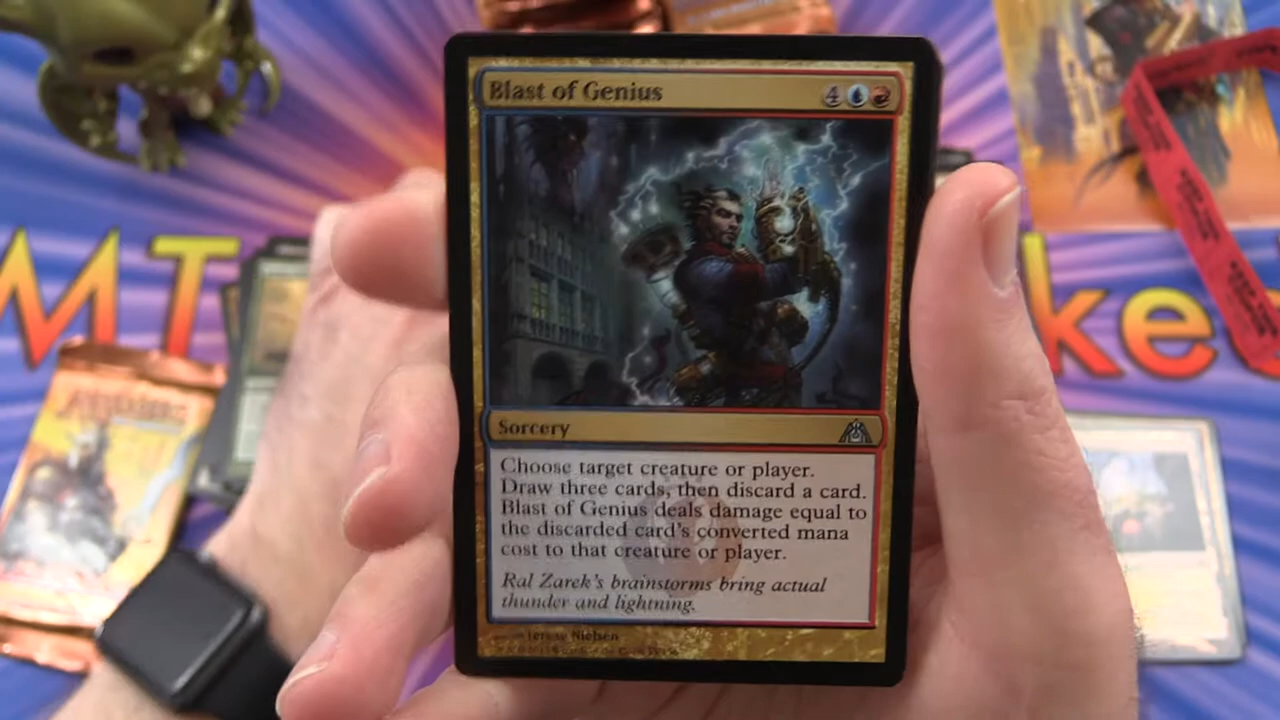 Blast of Genius
4
MT
ke
Sorcery
Choose target creature or player.
Draw three cards, then discard a card.
Blast of Genius deals damage equal to
the discarded card's converted mana
cost to that creature or player.
Ral Zarek's brainstorms bring actual
thunder and lightning.
Terese Nielsen